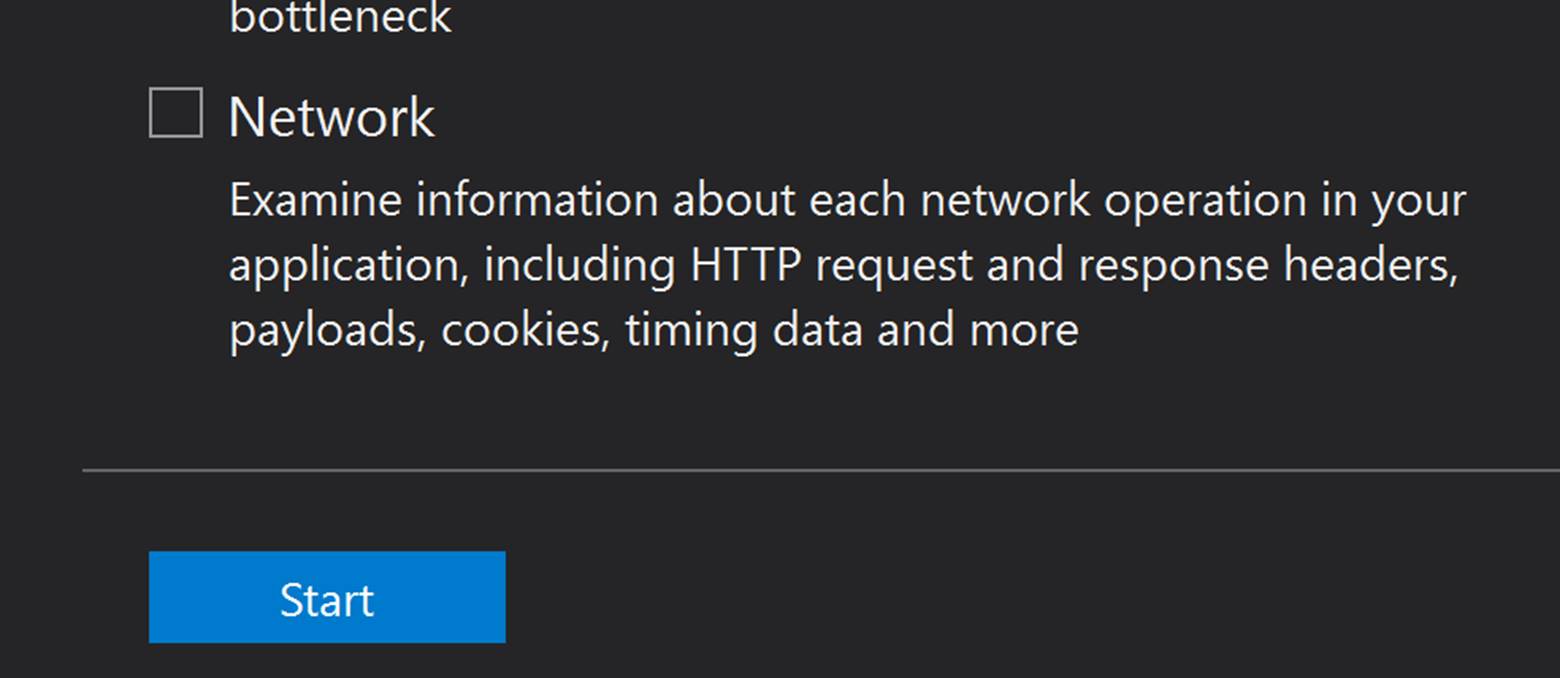 bottleneck
Network
Examine information about each network operation in your
application, including HTTP request and response headers,
payloads, cookies, timing data and more
Start